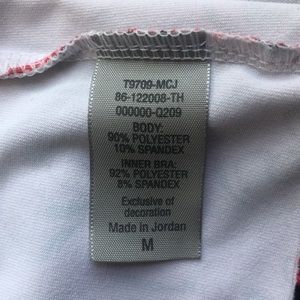 T9709-MCJ
86-122008-TH
000000-Q209
BODY:
90% POLYESTER
10% SPANDEX
INNER BRA:
92% POLYESTER
8% SPANDEX
Exclusive of
decoration
Made in Jordan
M